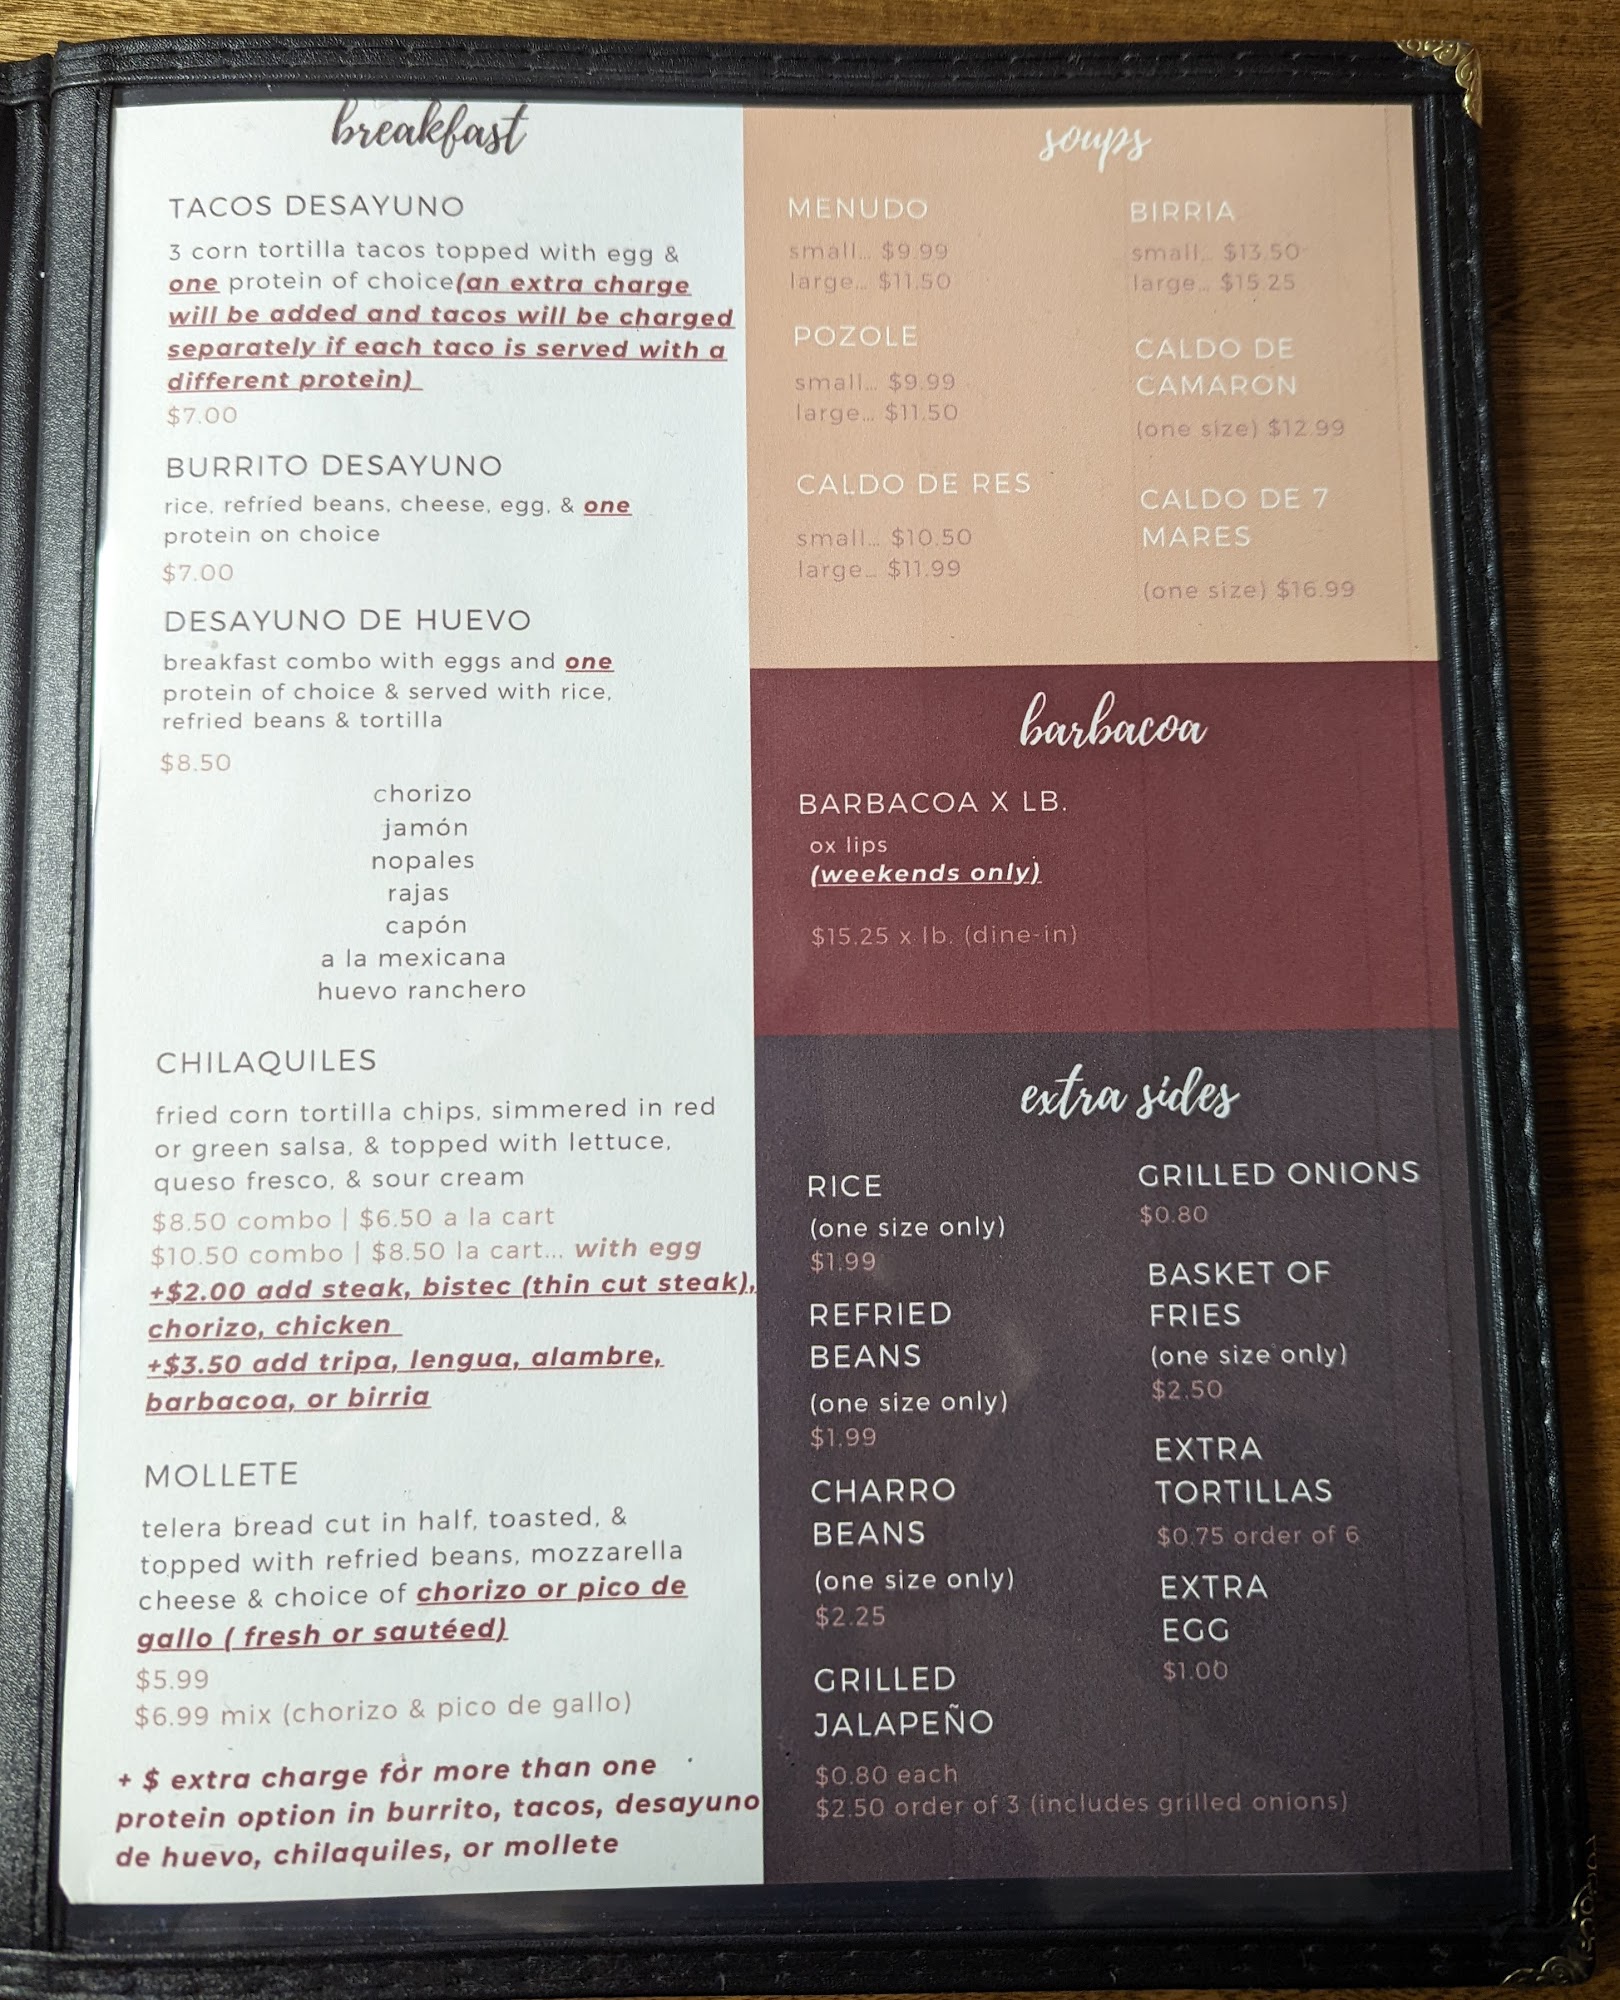 breakfast
TACOS DESAYUNO
3 corn tortilla tacos topped with egg &
one protein of choice(an extra charge
will be added and tacos will be charged
separately if each taco is served with a
different protein)
$7.00
BURRITO DESAYUNO
rice, refried beans, cheese, egg, & one
protein on choice
$7.00
DESAYUNO DE HUEVO
breakfast combo with eggs and one
protein of choice & served with rice,
refried beans & tortilla
$8.50
chorizo
jamón
nopales
rajas
capón
a la mexicana
huevo ranchero
CHILAQUILES
fried corn tortilla chips, simmered in red
or green salsa, & topped with lettuce,
queso fresco, & sour cream
$8.50 combo | $6.50 a la cart
$10.50 combo | $8.50 la cart... with egg
+$2.00 add steak, bistec (thin cut steak),
chorizo, chicken
+$3.50 add tripa, lengua, alambre,
barbacoa, or birria
MOLLETE
telera bread cut in half, toasted, &
topped with refried beans, mozzarella
cheese & choice of chorizo or pico de
gallo ( fresh or sautéed)
$5.99
$6.99 mix (chorizo & pico de gallo)
+ $ extra charge for more than one
protein option in burrito, tacos, desayuno
de huevo, chilaquiles, or mollete
soups
MENUDO
small... $9.99
large... $11.50
POZOLE
small... $9.99
large... $11.50
CALDO DE RES
small... $10.50
large... $11.99
BIRRIA
small... $13.50
large... $15.25
CALDO DE
CAMARON
(one size) $12.99
CALDO DE 7
MARES
(one size) $16.99
barbacoa
BARBACOA X LB.
ox lips
(weekends only)
$15.25 x lb. (dine-in)
extra sides
RICE
(one size only)
$1.99
REFRIED
BEANS
(one size only)
$1.99
CHARRO
BEANS
(one size only)
$2.25
GRILLED
JALAPEÑO
$0.80 each
$2.50 order of 3 (includes grilled onions)
GRILLED ONIONS
$0.80
BASKET OF
FRIES
(one size only)
$2.50
EXTRA
TORTILLAS
$0.75 order of 6
EXTRA
EGG
$1.00